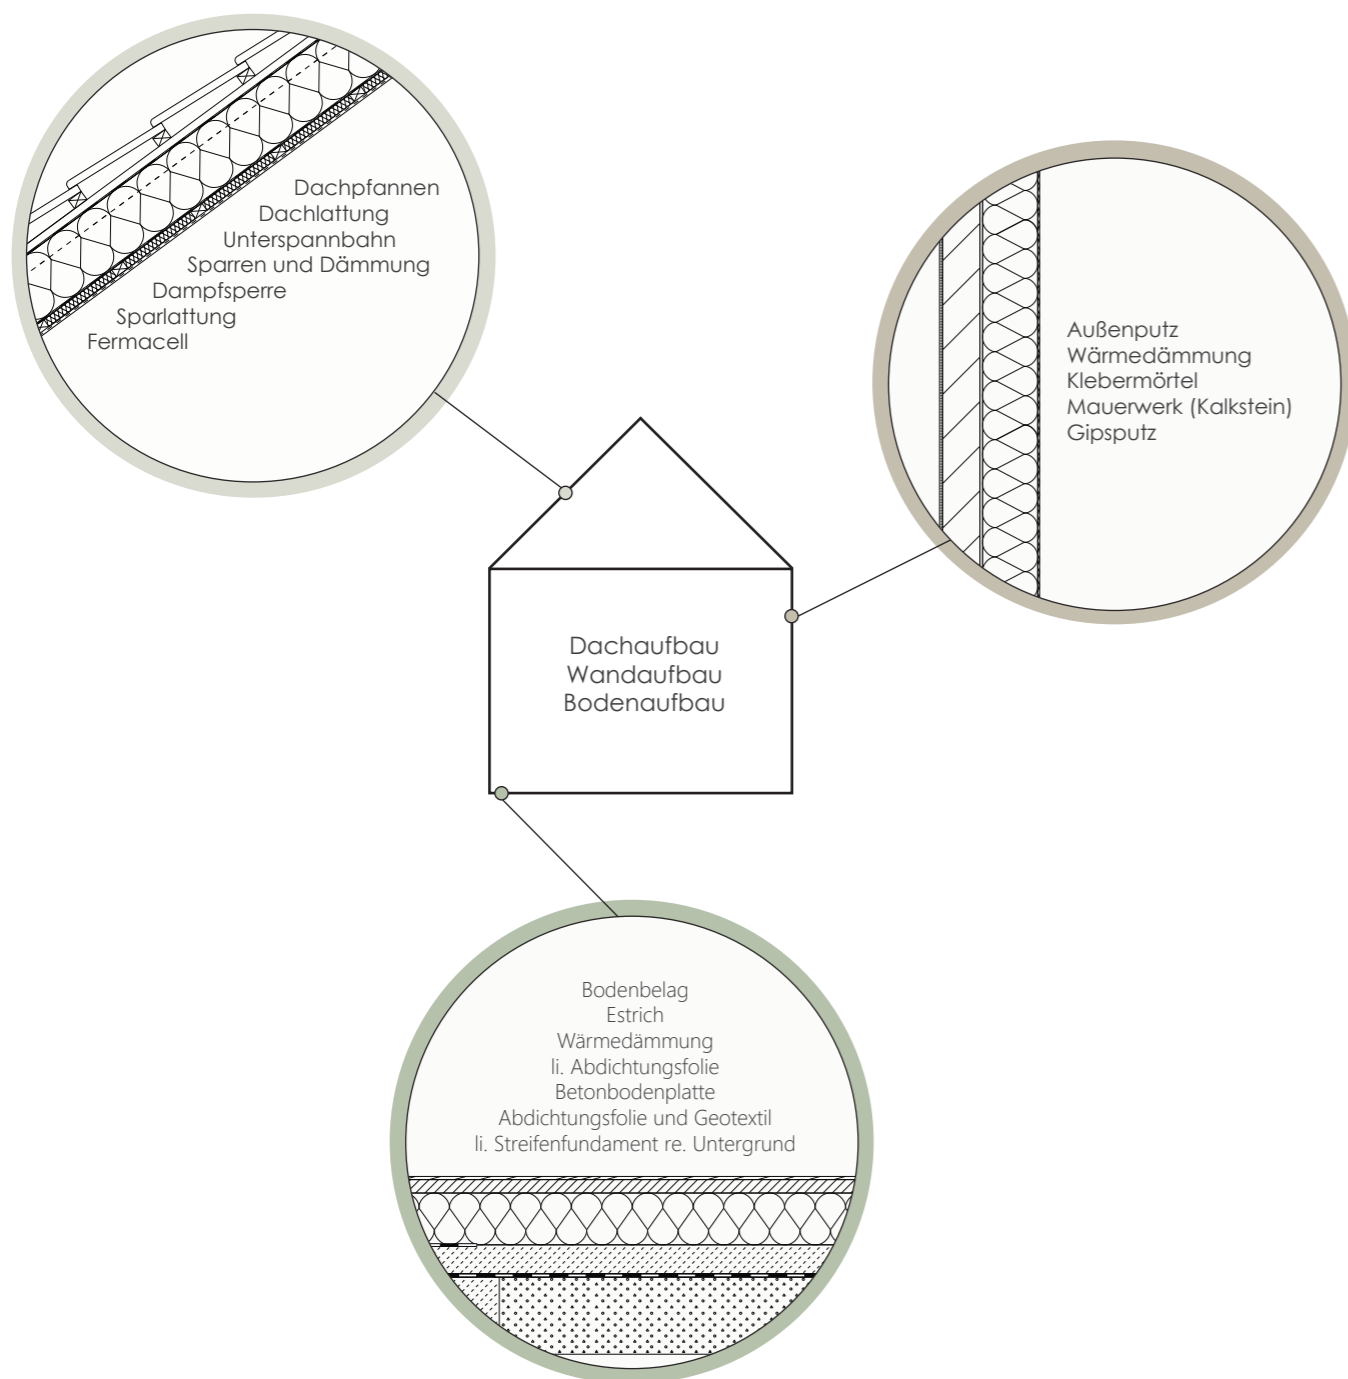 Dachpfannen
Dachlattung
Unterspannbahn
Sparren und Dämmung
Dampfsperre
Sparlattung
Fermacell
Außenputz
Wärmedämmung
Klebermörtel
Mauerwerk (Kalkstein)
Gipsputz
Dachaufbau
Wandaufbau
Bodenaufbau
Bodenbelag
Estrich
Wärmedämmung
li. Abdichtungsfolie
Betonbodenplatte
Abdichtungsfolie und Geotextil
li. Streifenfundament re. Untergrund